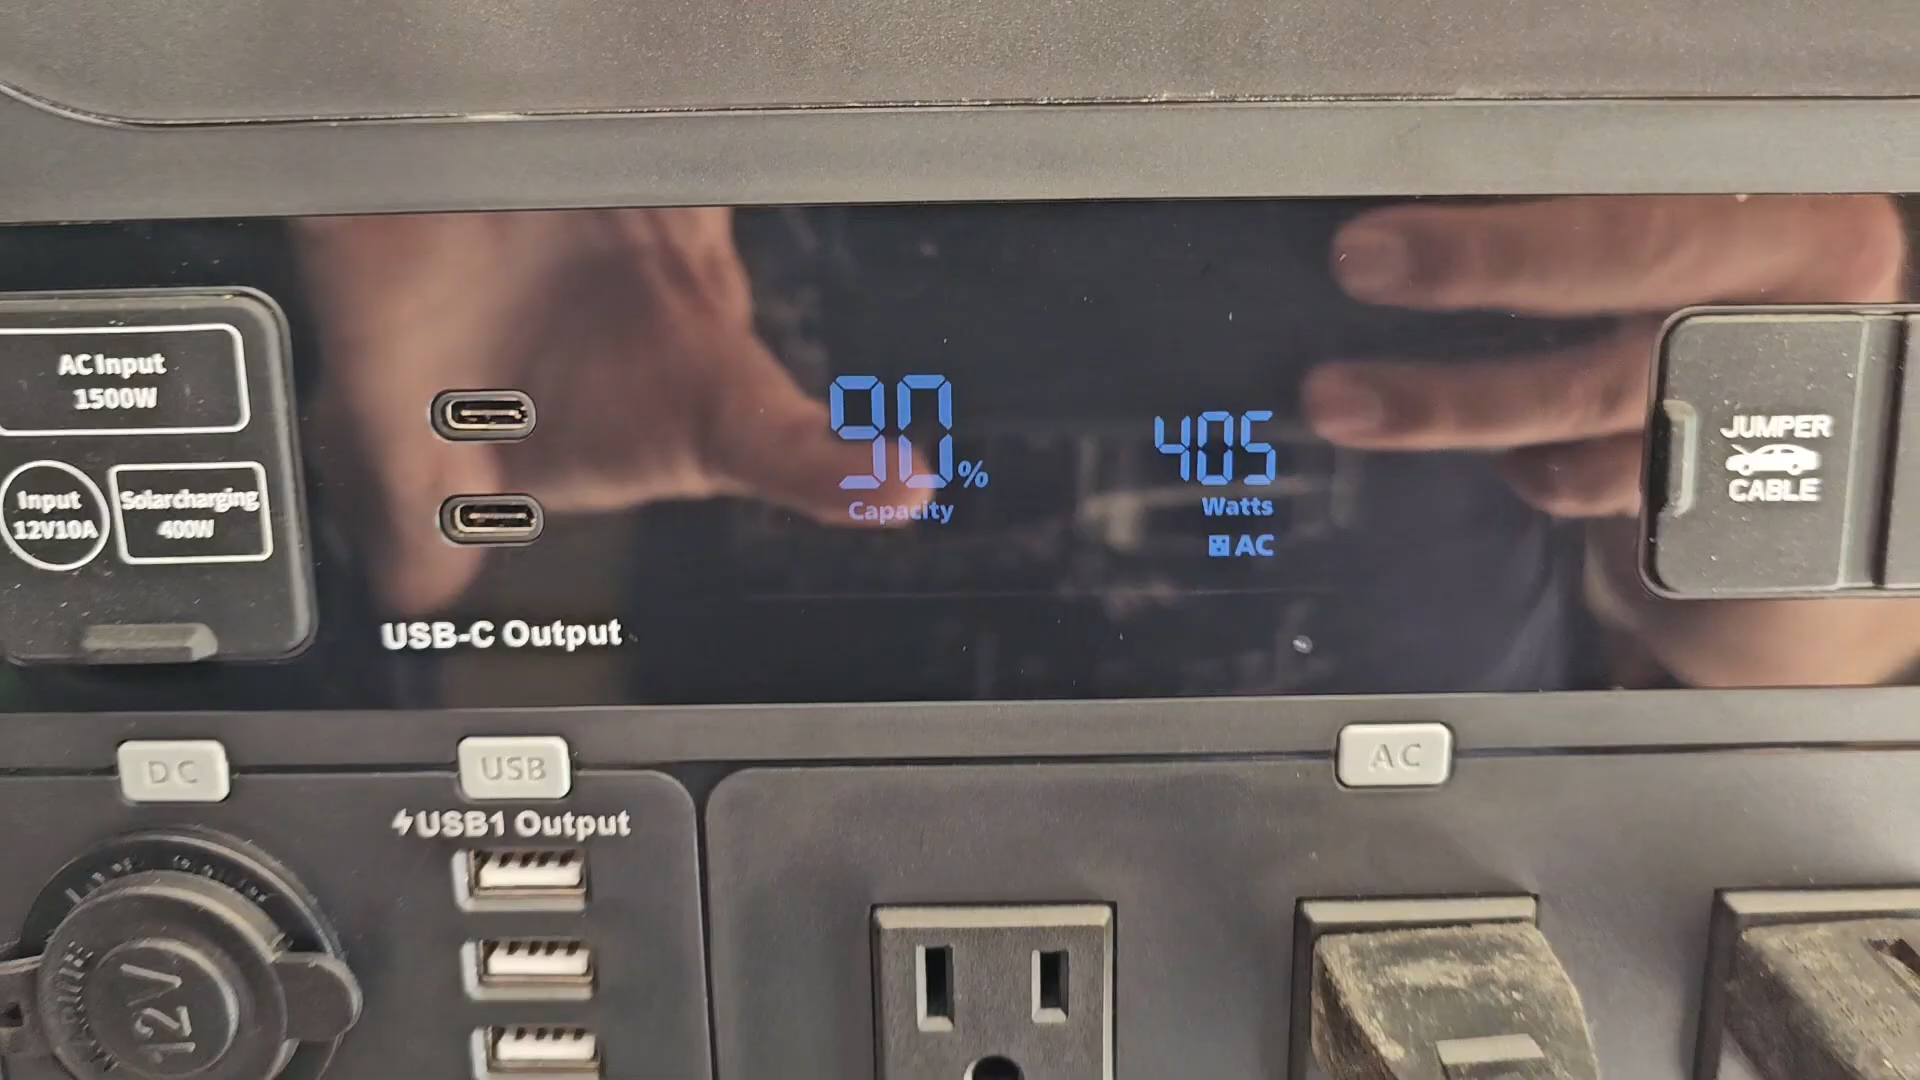 AC Input
1500W
Input
12V10A
Solarcharging
400W
USB-C Output
90%
Capacity
405
Watts
AC
JUMPER
CABLE
DC
USB
AC
USB1 Output
12V